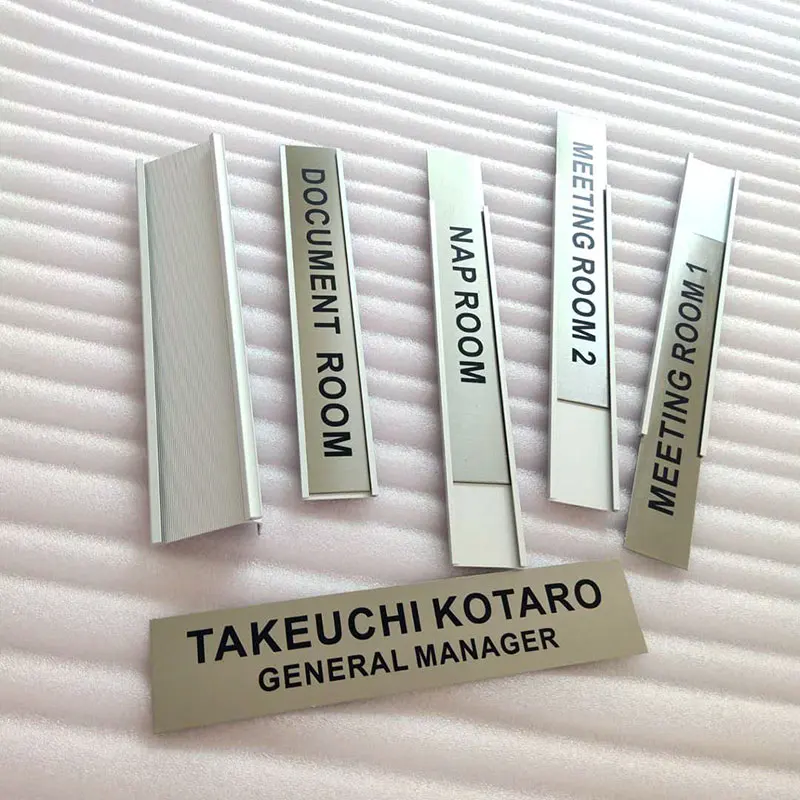 DOCUMENT ROOM
NAP ROOM
MEETING ROOM 2
MEETING ROOM 1
TAKEUCHI KOTARO
GENERAL MANAGER